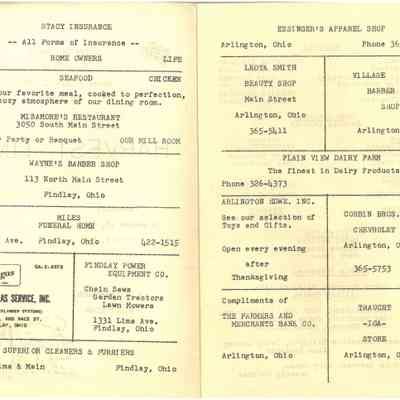 STACY INSURANCE
-- All Forms of Insurance --
HOME OWNERS LIFE
SEAFOOD CHICKEN
our favorite meal, cooked to perfection,
cozy atmosphere of our dining room.
MISAMORE'S RESTAURANT
3050 South Main Street
r Party or Banquet OUR MILL ROOM
WAYNE'S BARBER SHOP
113 North Main Street
Findlay, Ohio
HILES
FUNERAL HOME
Ave. Findlay, Ohio 422-1515
GAS SERVICE, INC.
FINDLAY POWER
EQUIPMENT CO.
Chain Saws
Garden Tractors
Lawn Mowers
1331 Lima Ave.
Findlay, Ohio
SUPERIOR CLEANERS & FURRIERS
Lima & Main Findlay, Ohio
ESSINGER'S APPAREL SHOP
Arlington, Ohio Phone 36
LEOTA SMITH
BEAUTY SHOP
Main Street
Arlington, Ohio
365-5411
VILLAGE
BARBER
SHOP
Arlington
PLAIN VIEW DAIRY FARM
The finest in Dairy Products
Phone 326-4373
ARLINGTON HDWE, INC.
See our selection of
Toys and Gifts.
Open every evening
after
Thanksgiving
CORBIN BROS.
CHEVROLET
Arlington, O
365-5753
Compliments of
THE FARMERS AND
MERCHANTS BANK CO.
Arlington, Ohio
TRAUGHT
-IGA-
STORE
Arlington, Ohi